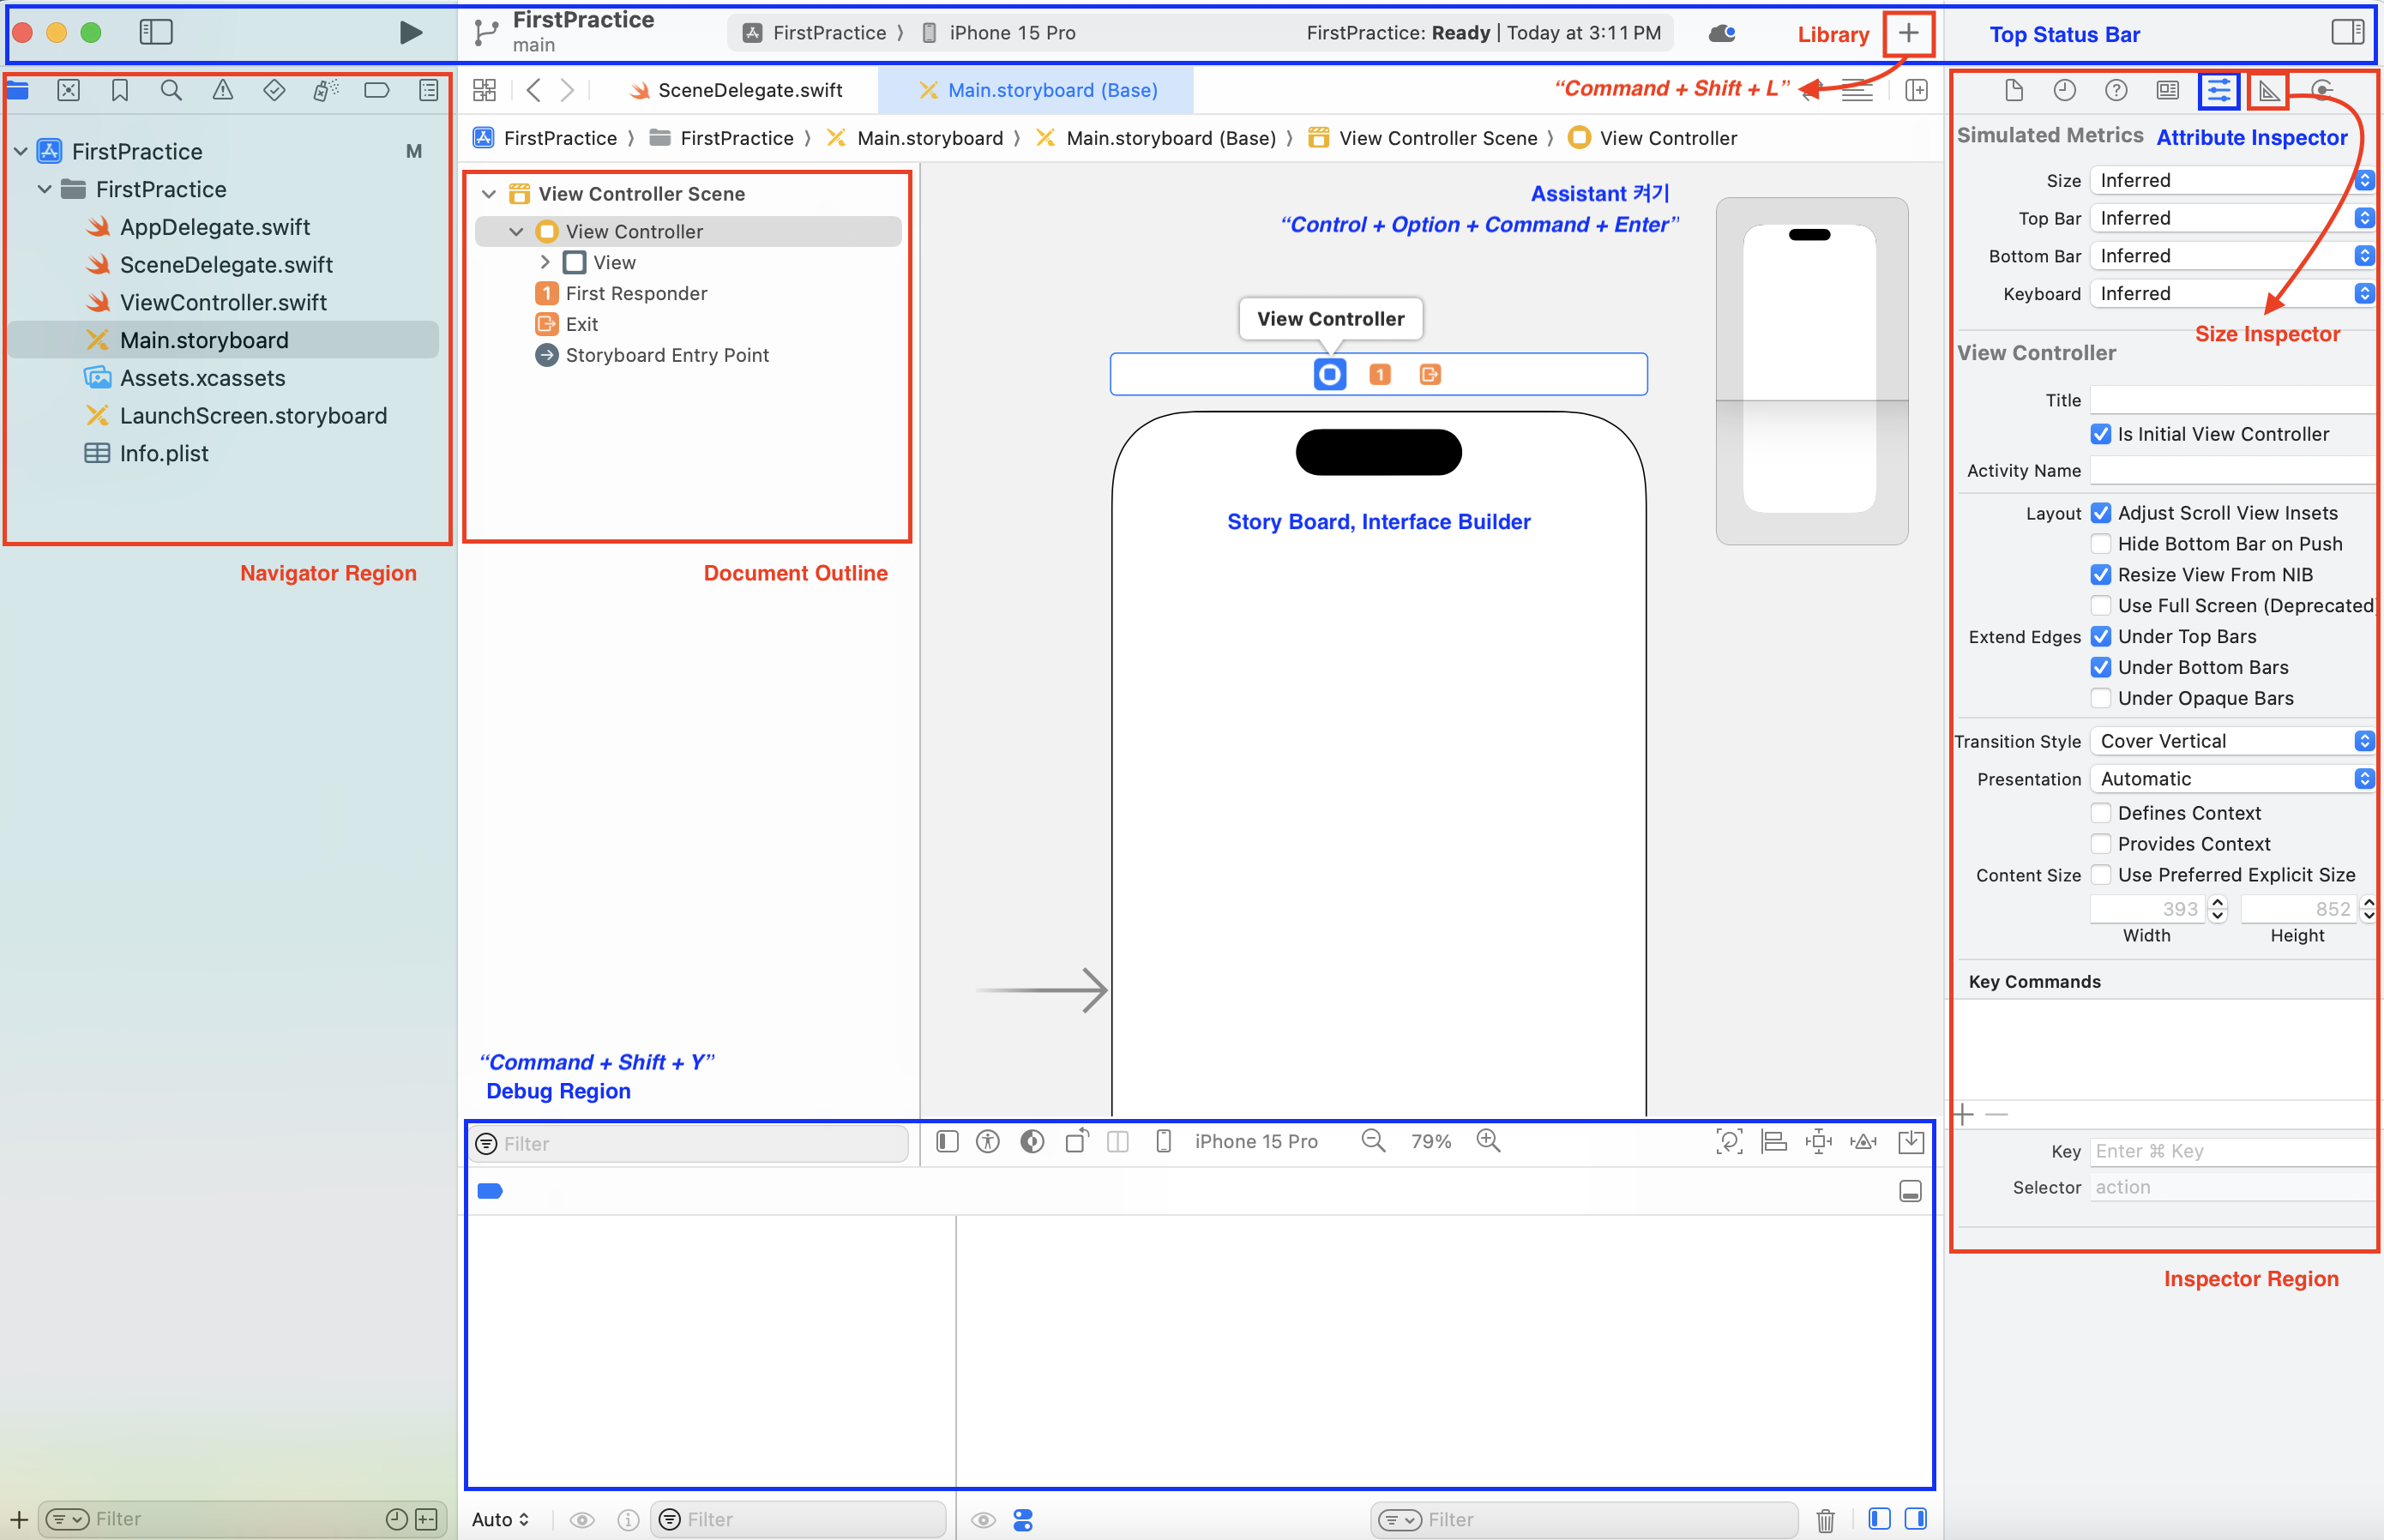 FirstPractice
main
FirstPractice 〉 iPhone 15 Pro
FirstPractice: Ready | Today at 3:11 PM
Library
Top Status Bar
SceneDelegate.swift
Main.storyboard (Base)
“Command + Shift + L”
FirstPractice 〉 FirstPractice 〉 Main.storyboard 〉 Main.storyboard (Base) 〉 View Controller Scene 〉 View Controller
FirstPractice M
FirstPractice
AppDelegate.swift
SceneDelegate.swift
ViewController.swift
Main.storyboard
Assets.xcassets
LaunchScreen.storyboard
Info.plist
Navigator Region
View Controller Scene
View Controller
View
1 First Responder
Exit
Storyboard Entry Point
Document Outline
Assistant 켜기
“Control + Option + Command + Enter”
View Controller
1
Story Board, Interface Builder
“Command + Shift + Y”
Debug Region
Filter
iPhone 15 Pro
79%
Simulated Metrics
Attribute Inspector
Size Inferred
Top Bar Inferred
Bottom Bar Inferred
Keyboard Inferred
Size Inspector
View Controller
Title
Is Initial View Controller
Activity Name
Layout Adjust Scroll View Insets
Hide Bottom Bar on Push
Resize View From NIB
Use Full Screen (Deprecated)
Extend Edges Under Top Bars
Under Bottom Bars
Under Opaque Bars
Transition Style Cover Vertical
Presentation Automatic
Defines Context
Provides Context
Content Size Use Preferred Explicit Size
393 852
Width Height
Key Commands
Key Enter ⌘ Key
Selector action
Inspector Region
Filter
Auto
Filter
Filter